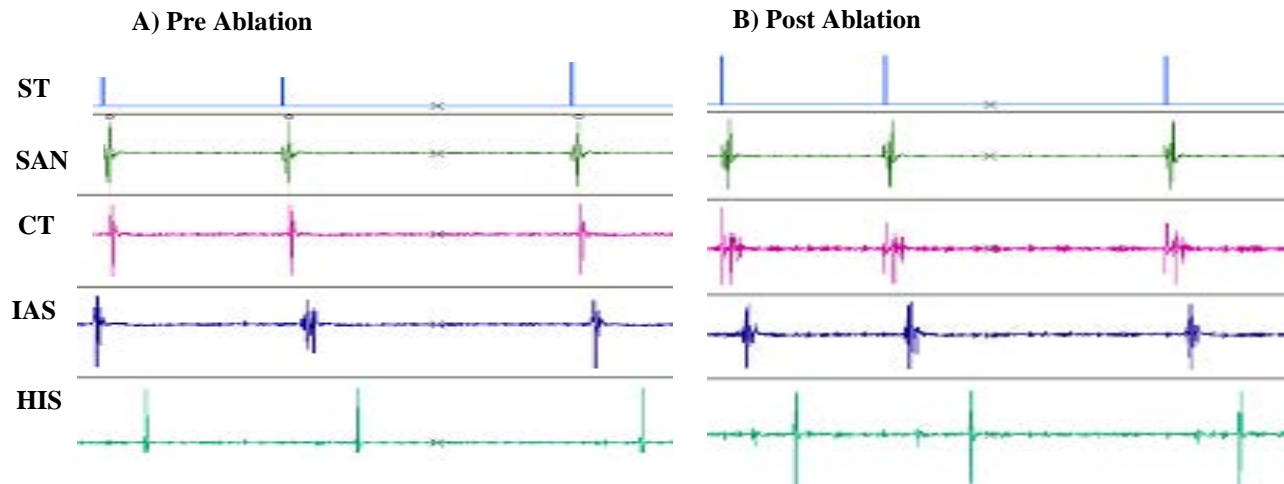 A) Pre Ablation
B) Post Ablation
ST
SAN
CT
IAS
HIS